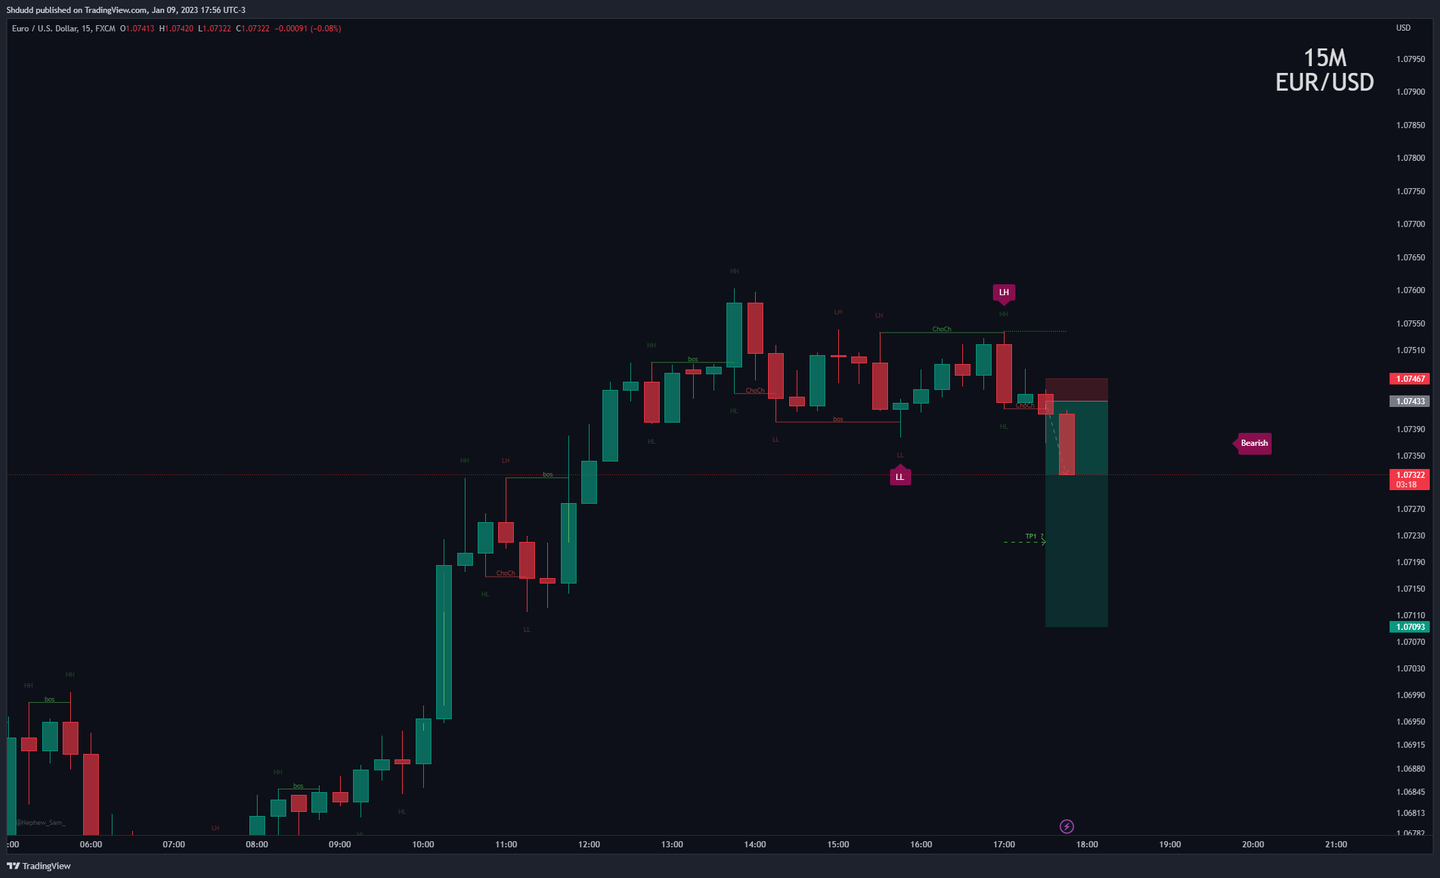 Shdudd published on TradingView.com, Jan 09, 2023 17:56 UTC-3
Euro / U.S. Dollar, 15, FXCM O1.07413 H1.07420 L1.07322 C1.07322 -0.00091 (-0.08%)
USD
15M
EUR/USD
1.07950
1.07900
1.07850
1.07800
1.07750
1.07700
1.07650
1.07600
1.07550
1.07510
1.07467
1.07433
1.07390
1.07350
1.07322
03:18
1.07270
1.07230
1.07190
1.07150
1.07110
1.07093
1.07070
1.07030
1.06990
1.06950
1.06915
1.06880
1.06845
1.06813
1.06782
HH
LH
LH
LH
HH
HH
ChoCh
bos
ChoCh
HL
ChoCh
bos
HL
HL
LL
Bearish
LL
LL
HH
LH
bos
TP1
ChoCh
HL
LL
HH
HH
bos
HH
bos
HL
@Nephew_Sam_
LH
HL
:00
06:00
07:00
08:00
09:00
10:00
11:00
12:00
13:00
14:00
15:00
16:00
17:00
18:00
19:00
20:00
21:00
TradingView